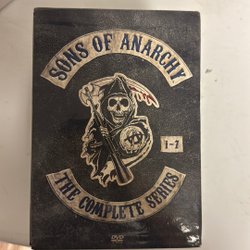 SONS OF ANARCHY
1-7
THE COMPLETE SERIES
DVD